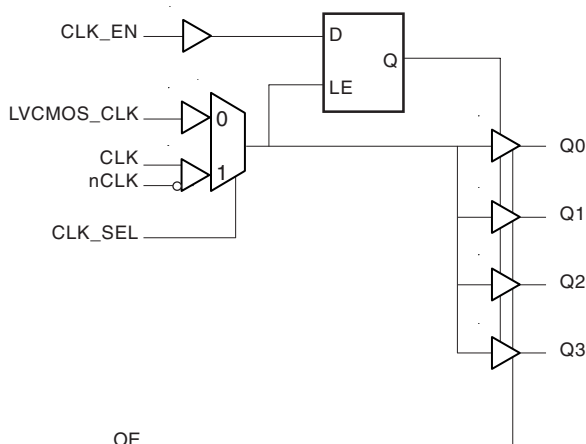 CLK_EN
D
Q
LE
LVCMOS_CLK
0
CLK
nCLK
1
CLK_SEL
Q0
Q1
Q2
Q3
OE